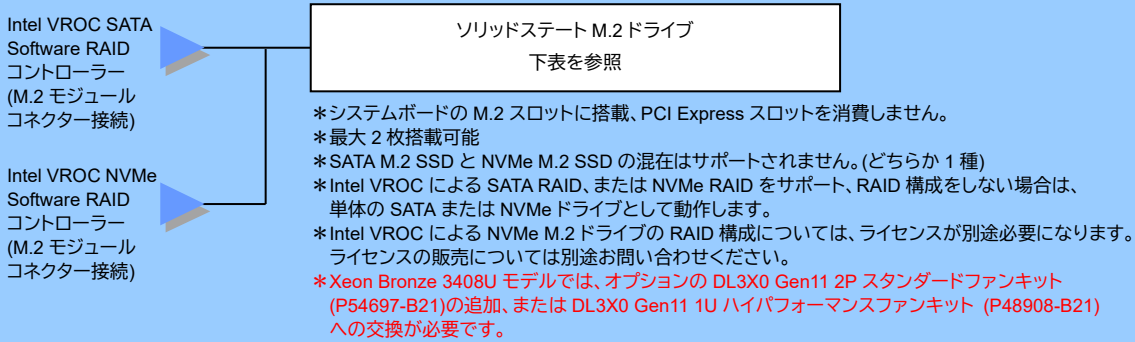 Intel VROC SATA
Software RAID
コントローラー
(M.2 モジュール
コネクター接続)
Intel VROC NVMe
Software RAID
コントローラー
(M.2 モジュール
コネクター接続)
ソリッドステート M.2 ドライブ
下表を参照
＊システムボードの M.2 スロットに搭載、PCI Express スロットを消費しません。
＊最大 2 枚搭載可能
＊SATA M.2 SSD と NVMe M.2 SSD の混在はサポートされません。(どちらか 1 種)
＊Intel VROC による SATA RAID、または NVMe RAID をサポート、RAID 構成をしない場合は、
単体の SATA または NVMe ドライブとして動作します。
＊Intel VROC による NVMe M.2 ドライブの RAID 構成については、ライセンスが別途必要になります。
ライセンスの販売については別途お問い合わせください。
＊Xeon Bronze 3408U モデルでは、オプションの DL3X0 Gen11 2P スタンダードファンキット
(P54697-B21)の追加、または DL3X0 Gen11 1U ハイパフォーマンスファンキット (P48908-B21)
への交換が必要です。